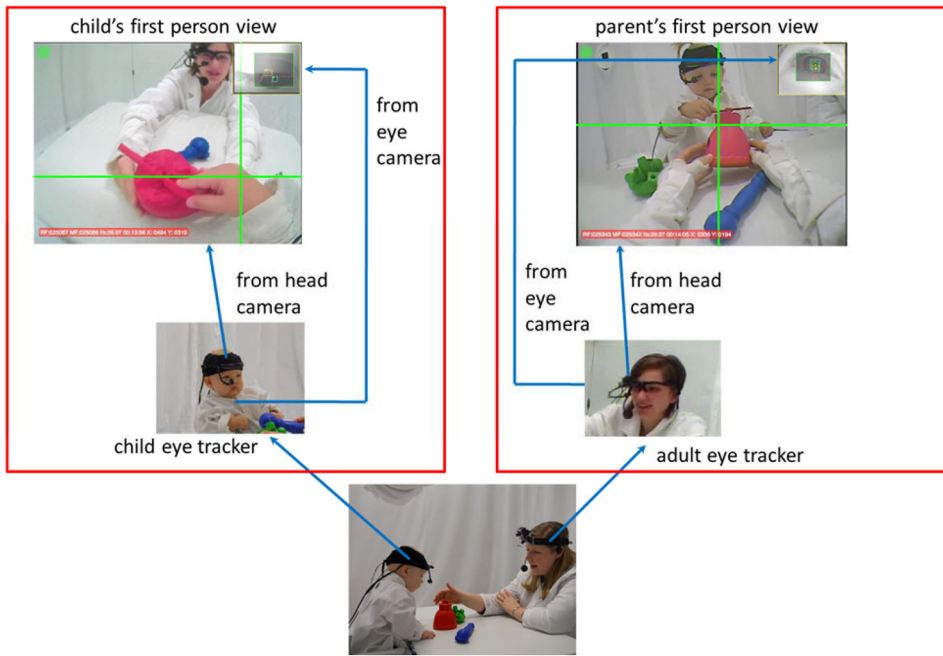 child's first person view
parent's first person view
from
eye
camera
from head
camera
from
eye
camera
from head
camera
child eye tracker
adult eye tracker